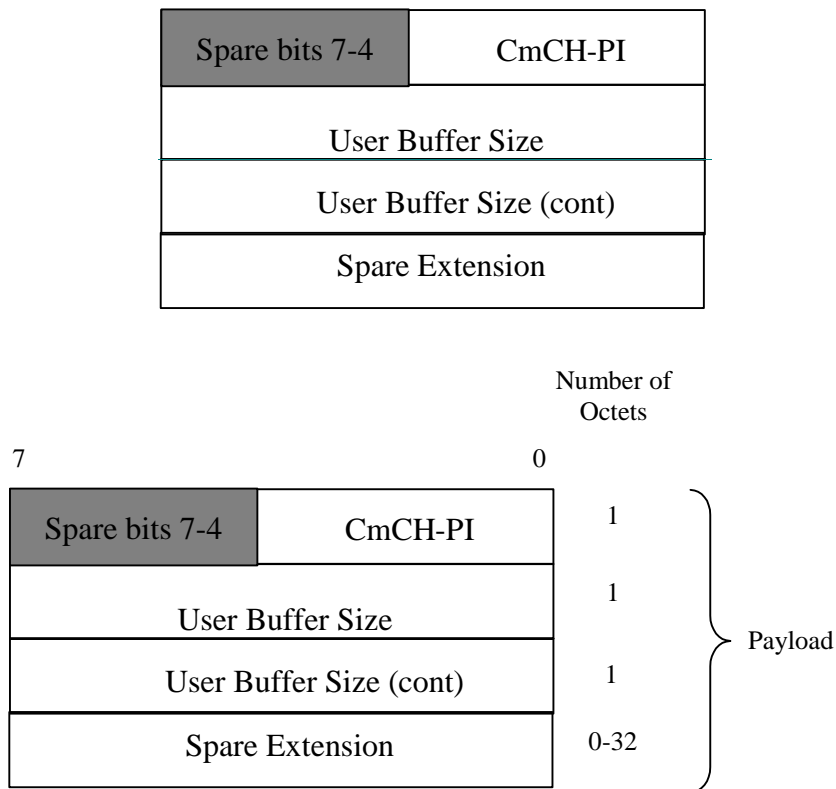 Spare bits 7-4 CmCH-PI
User Buffer Size
User Buffer Size (cont)
Spare Extension
Number of
Octets
7 0
Spare bits 7-4 CmCH-PI 1
User Buffer Size 1
User Buffer Size (cont) 1
Payload
Spare Extension 0-32